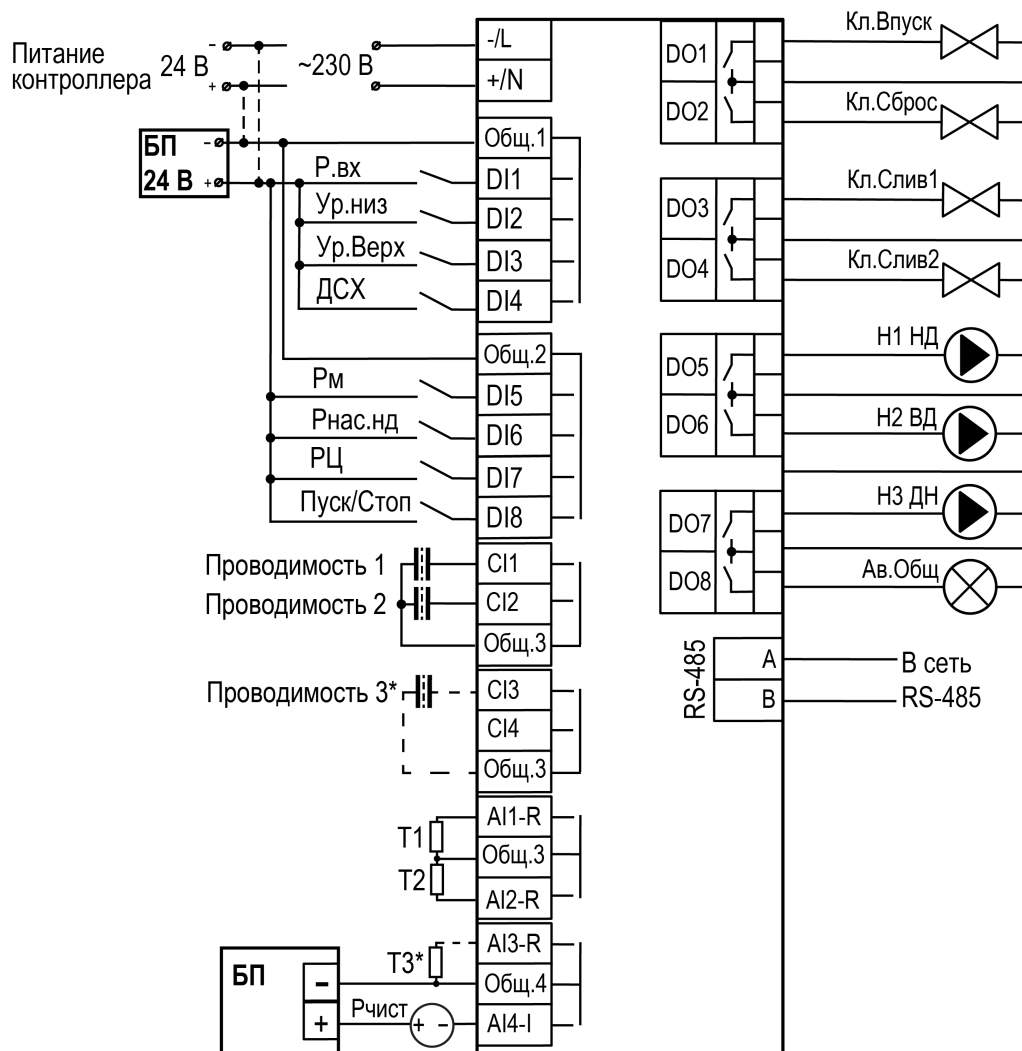 Питание
контроллера
-
+
24 В
~230 В
-/L
+/N
БП
24 В
-
+
Общ.1
Р.вх
DI1
Ур.низ
DI2
Ур.Верх
DI3
ДСХ
DI4
Общ.2
Рм
DI5
Рнас.нд
DI6
РЦ
DI7
Пуск/Стоп
DI8
Проводимость 1
CI1
Проводимость 2
CI2
Общ.3
Проводимость 3*
CI3
CI4
Общ.3
T1
AI1-R
Общ.3
T2
AI2-R
T3*
AI3-R
БП
-
Общ.4
+
Рчист
+ -
AI4-I
DO1
Кл.Впуск
DO2
Кл.Сброс
DO3
Кл.Слив1
DO4
Кл.Слив2
DO5
Н1 НД
DO6
Н2 ВД
DO7
Н3 ДН
DO8
Ав.Общ
RS-485
A
B
В сеть
RS-485